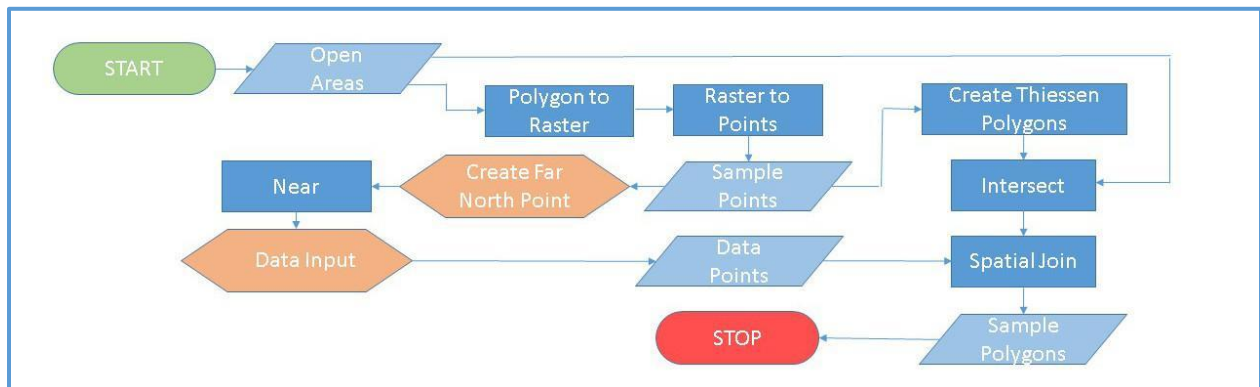 START
Open
Areas
Polygon to
Raster
Raster to
Points
Create Thiessen
Polygons
Near
Create Far
North Point
Sample
Points
Intersect
Data Input
Data
Points
Spatial Join
STOP
Sample
Polygons